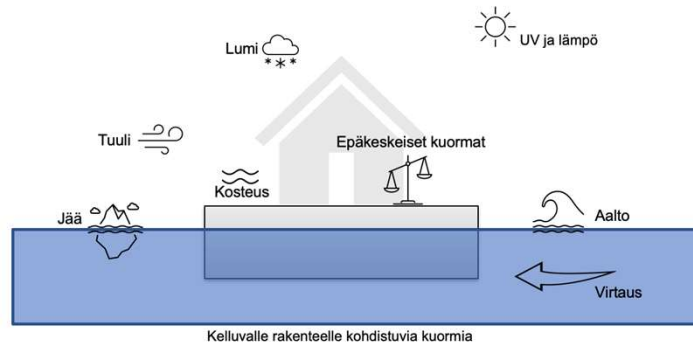 Lumi
UV ja lämpö
Tuuli
Epäkeskeiset kuormat
Kosteus
Jää
Aalto
Virtaus
Kelluvalle rakenteelle kohdistuvia kuormia